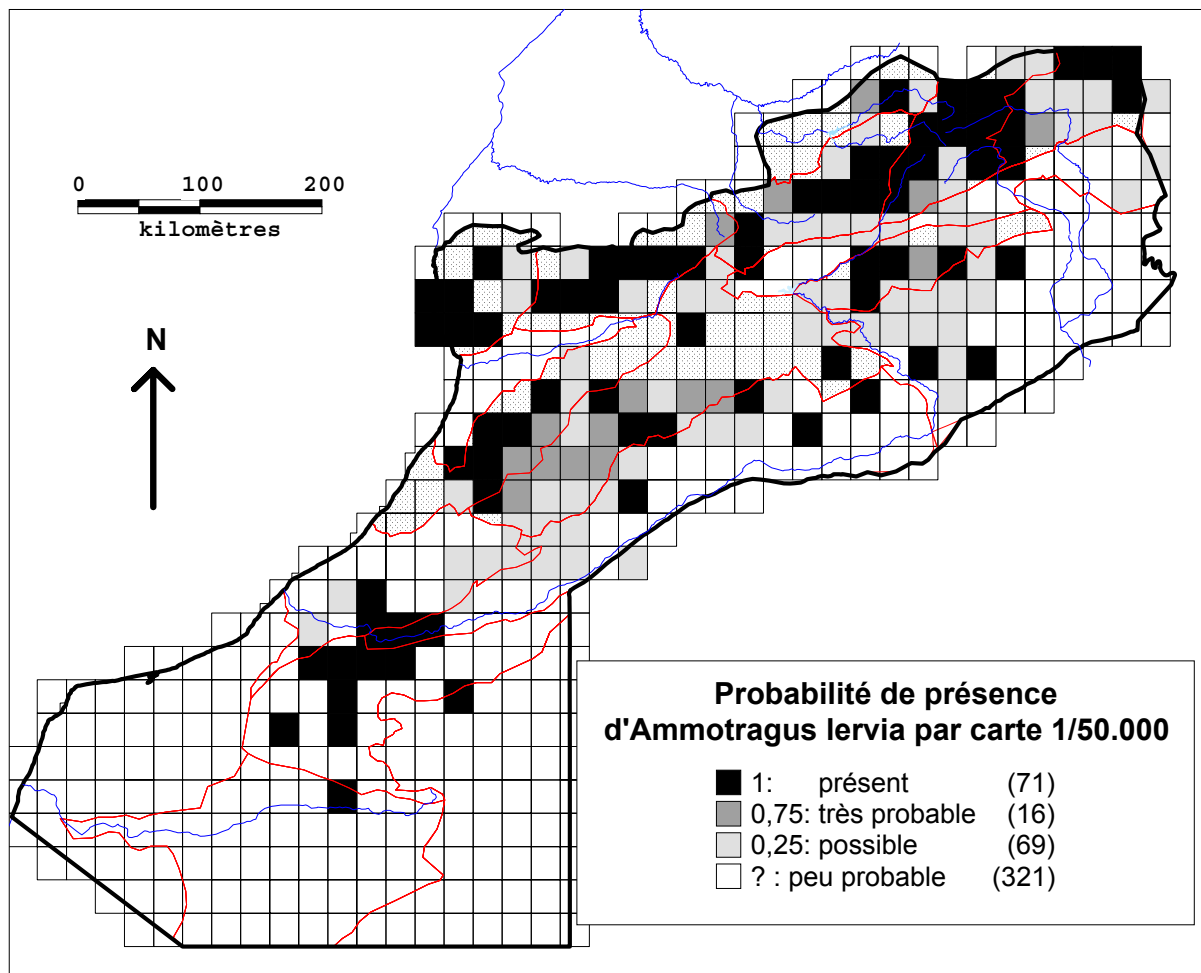 0 100 200
kilomètres
N
Probabilité de présence
d'Ammotragus lervia par carte 1/50.000
1: présent (71)
0,75: très probable (16)
0,25: possible (69)
? : peu probable (321)